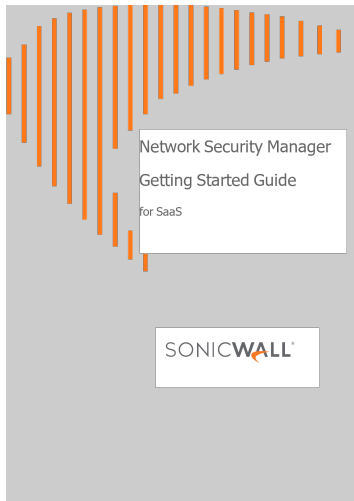 Network Security Manager
Getting Started Guide
for SaaS
SONICWALL®